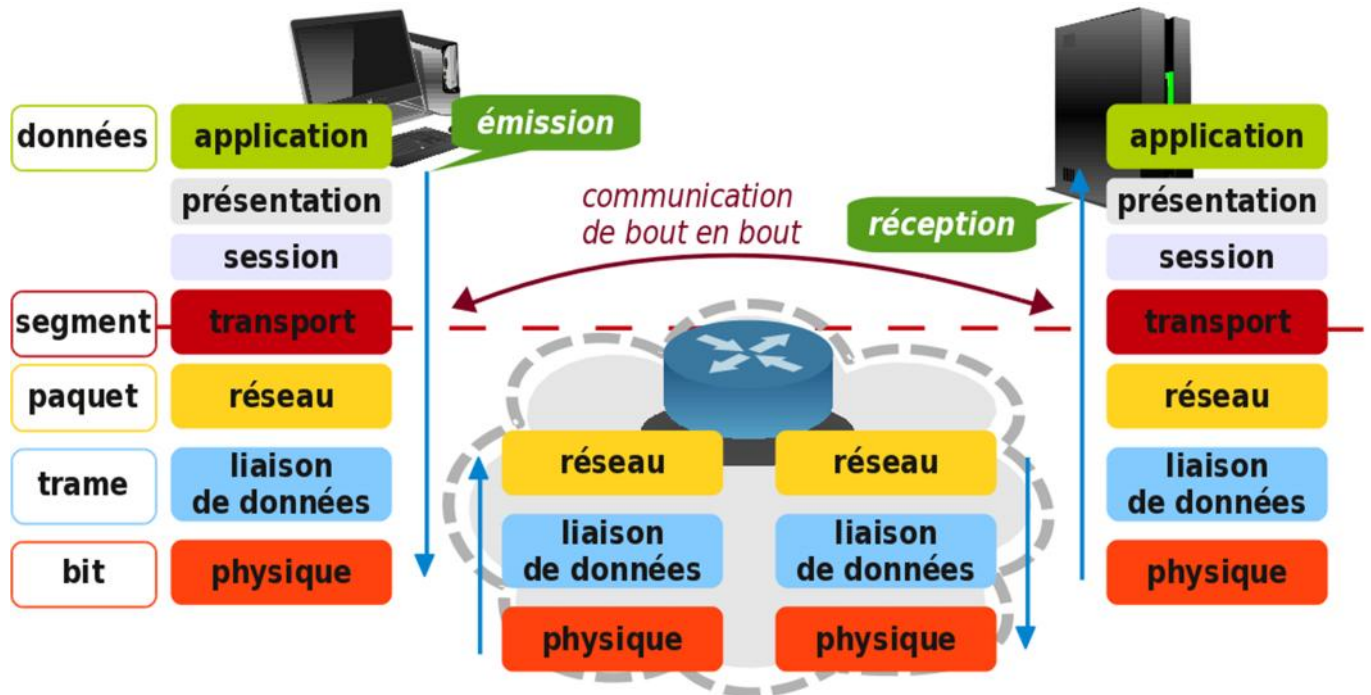 données
application
émission
application
présentation
communication
de bout en bout
réception
présentation
session
session
segment
transport
transport
paquet
réseau
réseau
réseau
réseau
trame
liaison
de données
liaison
de données
liaison
de données
liaison
de données
bit
physique
physique
physique
physique